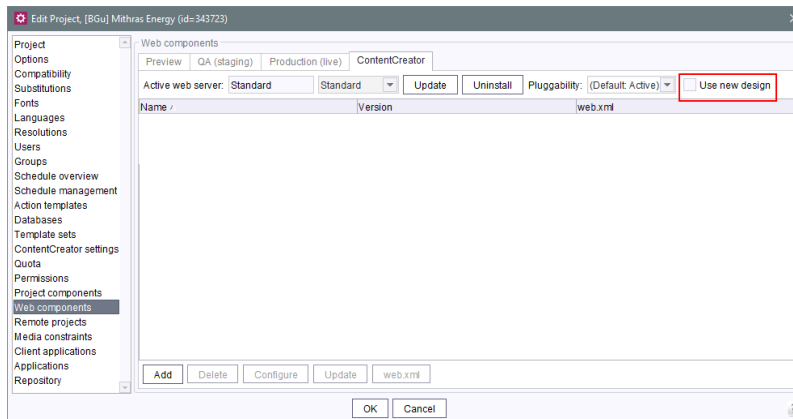 Edit Project, [BGu] Mithras Energy (id=343723)
Project
Options
Compatibility
Substitutions
Fonts
Languages
Resolutions
Users
Groups
Schedule overview
Schedule management
Action templates
Databases
Template sets
ContentCreator settings
Quota
Permissions
Project components
Web components
Remote projects
Media constraints
Client applications
Applications
Repository
Web components
Preview QA (staging) Production (live) ContentCreator
Active web server: Standard Standard Update Uninstall Pluggability: (Default: Active) Use new design
Name Version web.xml
Add Delete Configure Update web.xml
OK Cancel